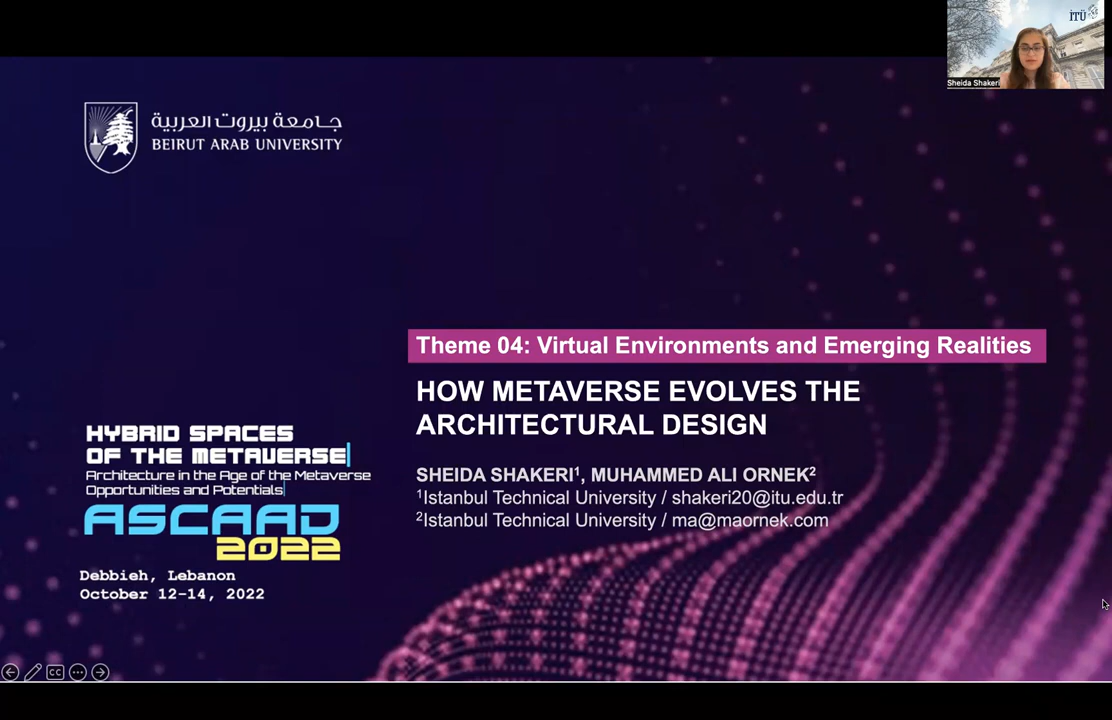 İTÜ
Sheida Shakeri
جامعة بيروت العربية
BEIRUT ARAB UNIVERSITY
Theme 04: Virtual Environments and Emerging Realities
HOW METAVERSE EVOLVES THE
ARCHITECTURAL DESIGN
SHEIDA SHAKERI¹, MUHAMMED ALI ORNEK²
¹Istanbul Technical University / shakeri20@itu.edu.tr
²Istanbul Technical University / ma@maornek.com
HYBRID SPACES
OF THE METAVERSE
Architecture in the Age of the Metaverse
Opportunities and Potentials
ASCAAD
2022
Debbieh, Lebanon
October 12-14, 2022
CC